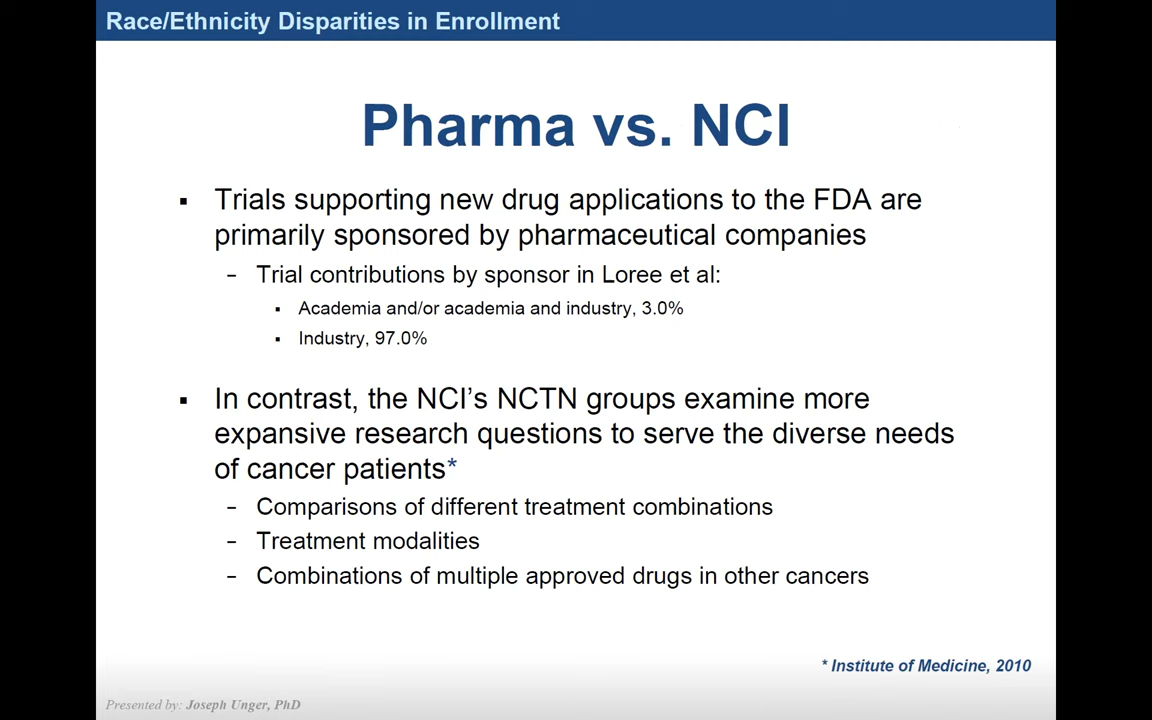 Race/Ethnicity Disparities in Enrollment
Pharma vs. NCI
▪ Trials supporting new drug applications to the FDA are
primarily sponsored by pharmaceutical companies
– Trial contributions by sponsor in Loree et al:
▪ Academia and/or academia and industry, 3.0%
▪ Industry, 97.0%
▪ In contrast, the NCI’s NCTN groups examine more
expansive research questions to serve the diverse needs
of cancer patients*
– Comparisons of different treatment combinations
– Treatment modalities
– Combinations of multiple approved drugs in other cancers
* Institute of Medicine, 2010
Presented by: Joseph Unger, PhD